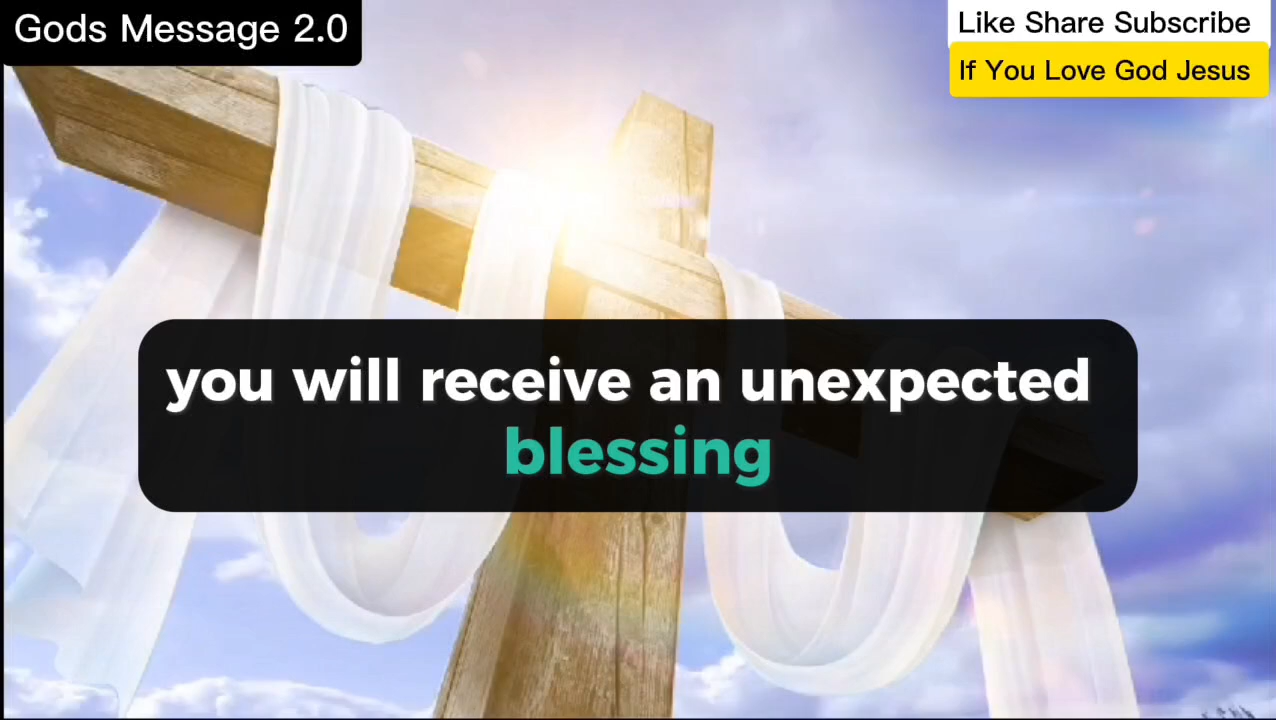 Gods Message 2.0
Like Share Subscribe
If You Love God Jesus
you will receive an unexpected
blessing